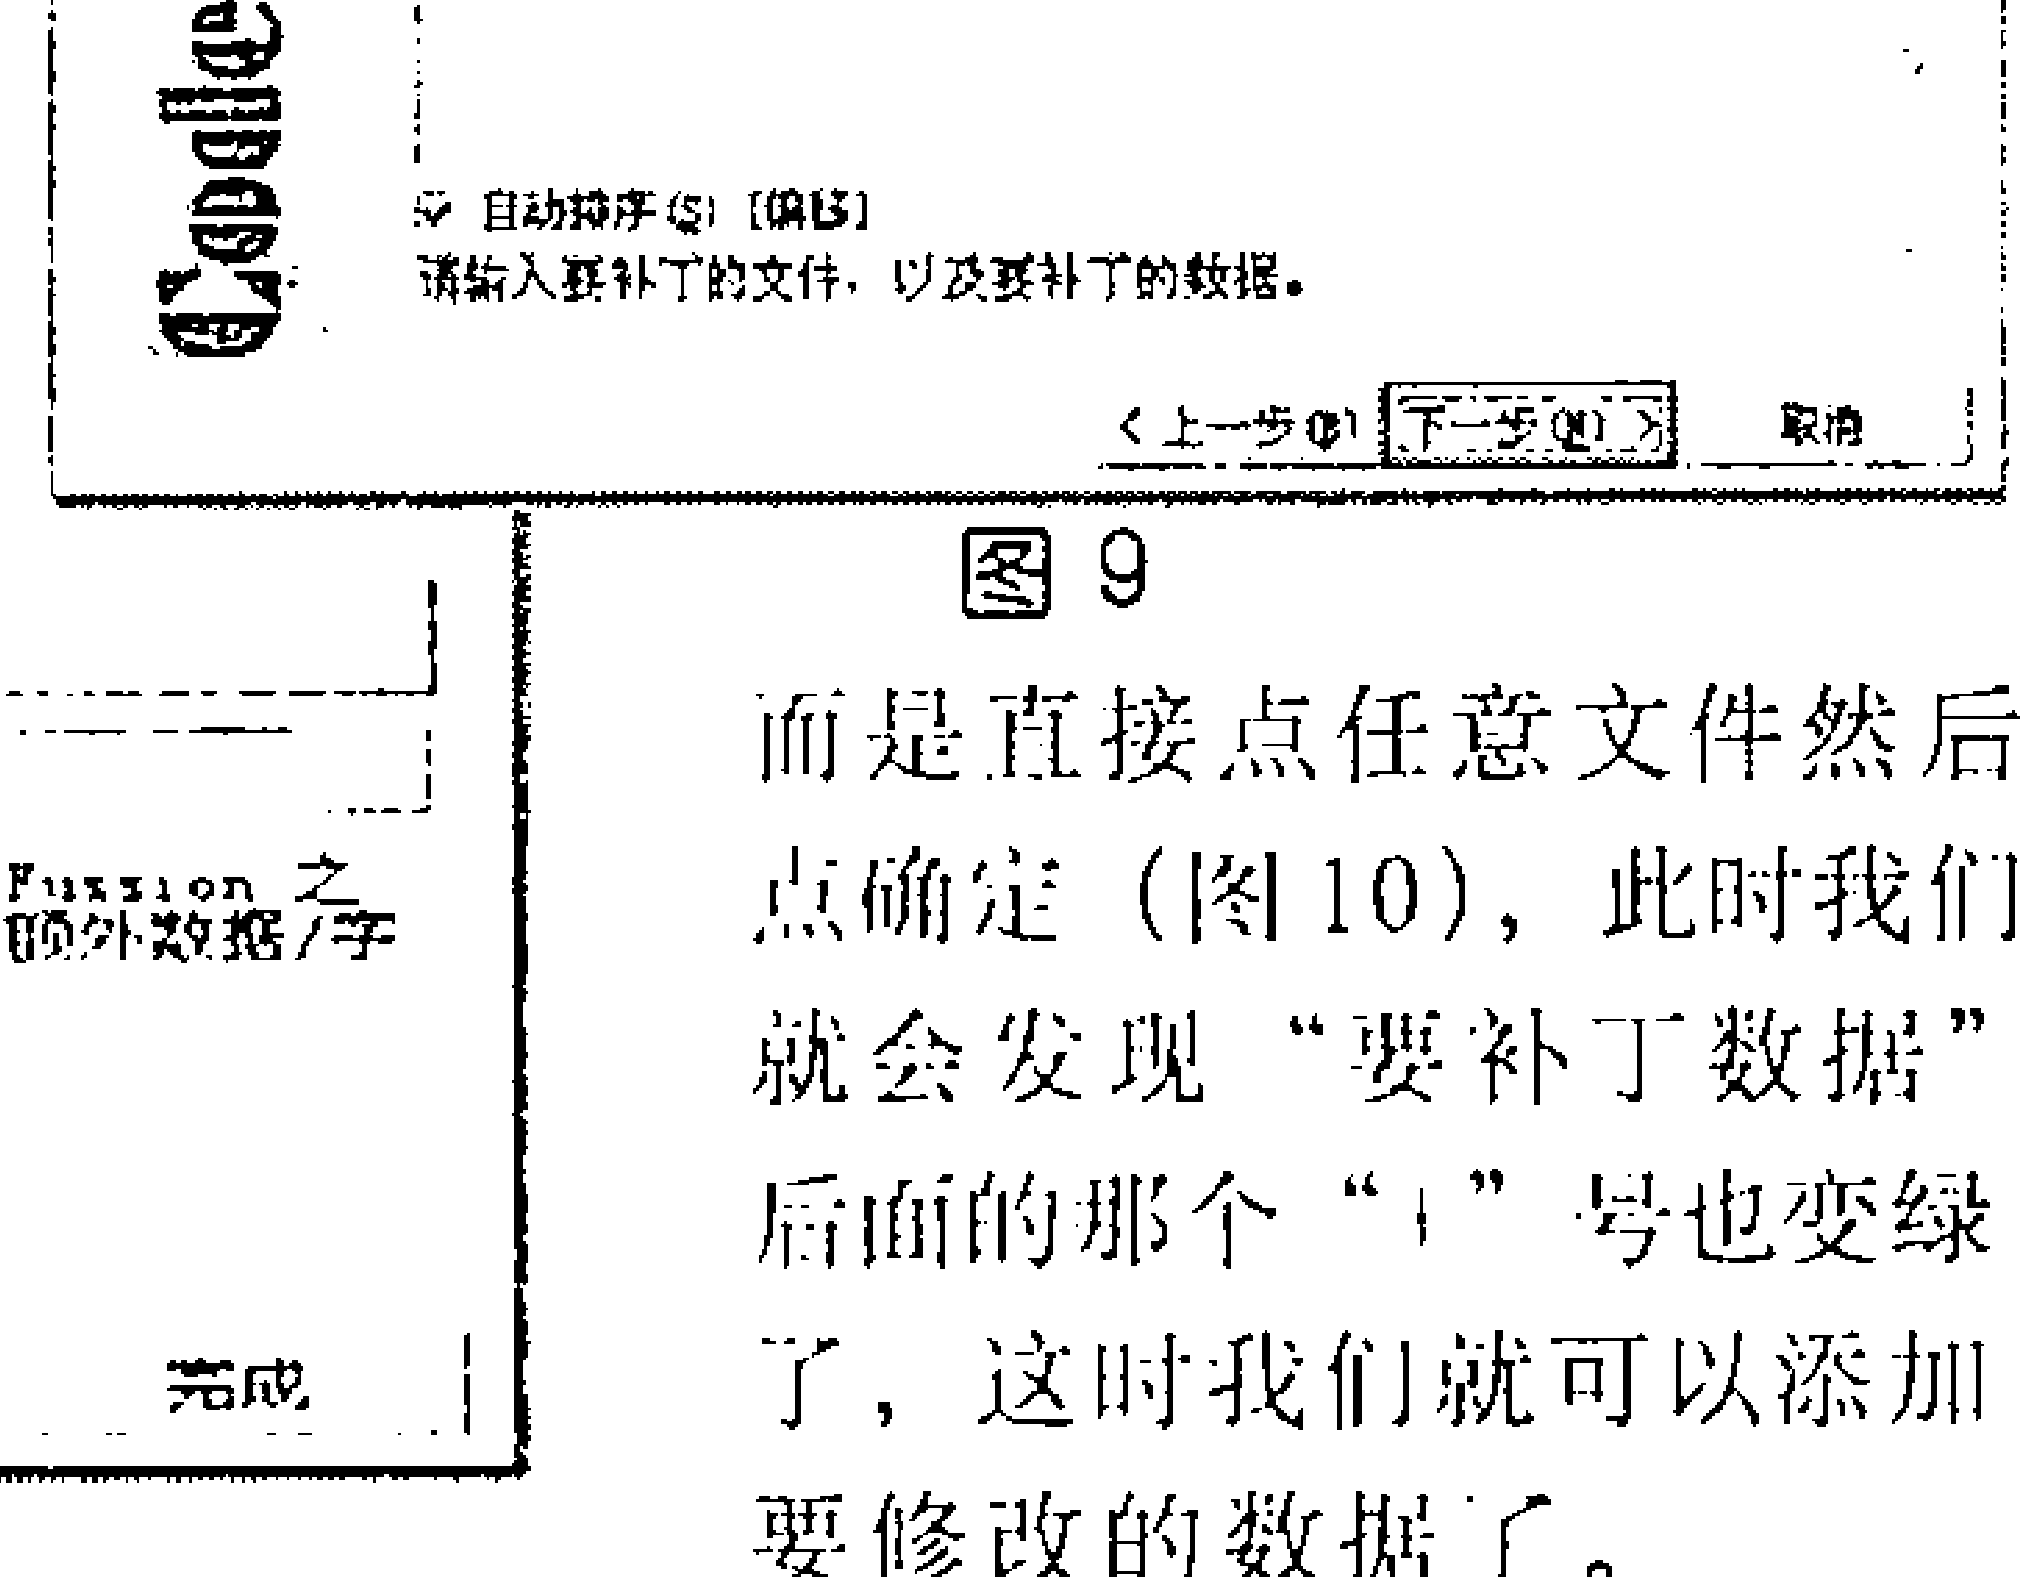 自动排序(S) [偏移]
请输入要补丁的文件，以及要补丁的数据。
< 上一步(B) 下一步(N) > 取消
图 9
Fussion 之
额外数据/字
完成
而是直接点任意文件然后
点确定（图 10），此时我们
就会发现“要补丁数据”
后面的那个“+”号也变绿
了，这时我们就可以添加
要修改的数据了。